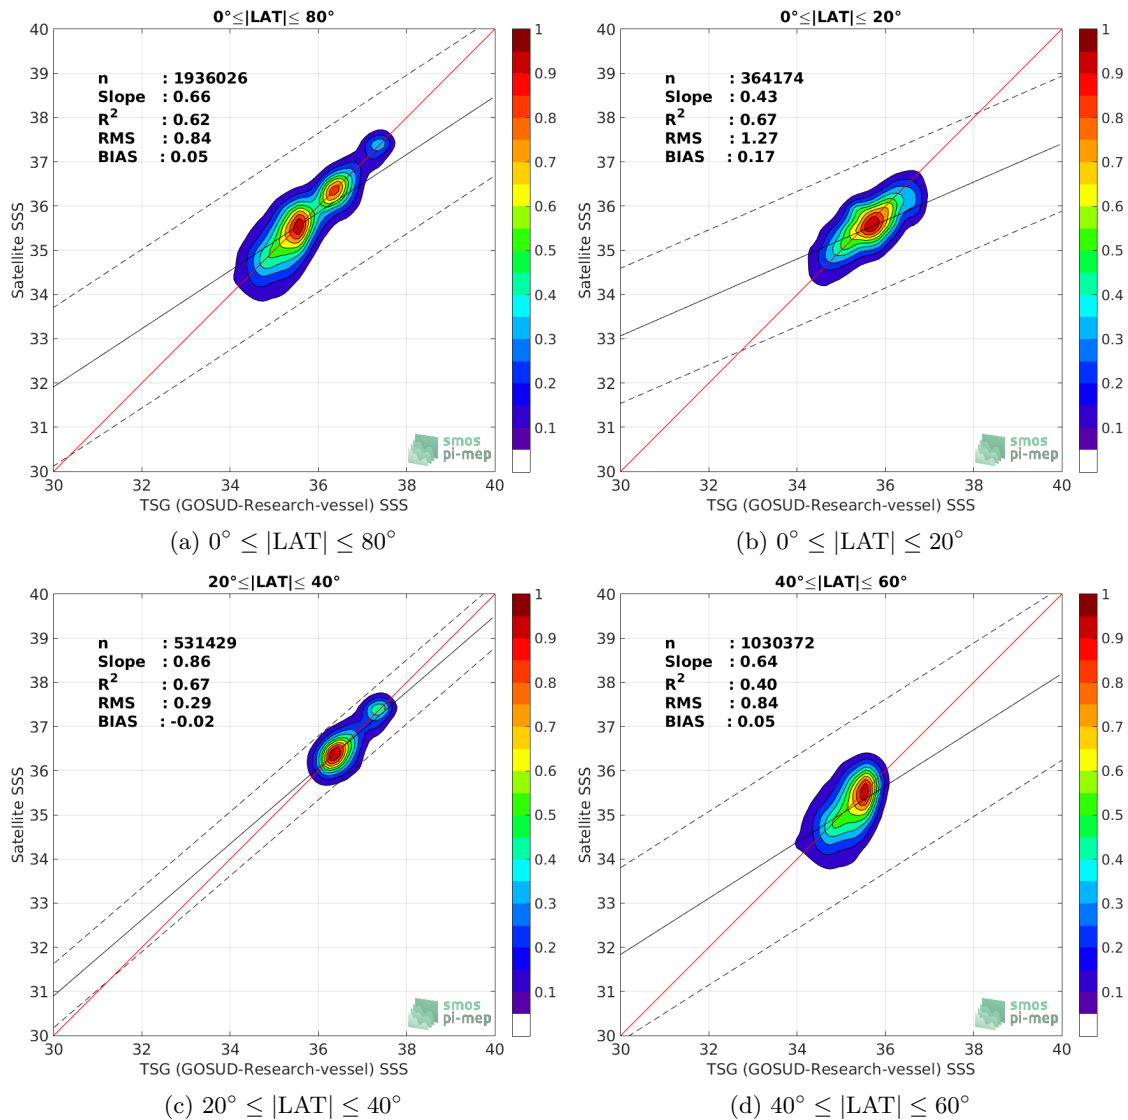 0°≤|LAT|≤ 80°
n : 1936026
Slope : 0.66
R² : 0.62
RMS : 0.84
BIAS : 0.05
Satellite SSS
40
39
38
37
36
35
34
33
32
31
30
30 32 34 36 38 40
TSG (GOSUD-Research-vessel) SSS
1
0.9
0.8
0.7
0.6
0.5
0.4
0.3
0.2
0.1
smos
pi-mep
(a) 0° ≤ |LAT| ≤ 80°
0°≤|LAT|≤ 20°
n : 364174
Slope : 0.43
R² : 0.67
RMS : 1.27
BIAS : 0.17
Satellite SSS
40
39
38
37
36
35
34
33
32
31
30
30 32 34 36 38 40
TSG (GOSUD-Research-vessel) SSS
1
0.9
0.8
0.7
0.6
0.5
0.4
0.3
0.2
0.1
smos
pi-mep
(b) 0° ≤ |LAT| ≤ 20°
20°≤|LAT|≤ 40°
n : 531429
Slope : 0.86
R² : 0.67
RMS : 0.29
BIAS : -0.02
Satellite SSS
40
39
38
37
36
35
34
33
32
31
30
30 32 34 36 38 40
TSG (GOSUD-Research-vessel) SSS
1
0.9
0.8
0.7
0.6
0.5
0.4
0.3
0.2
0.1
smos
pi-mep
(c) 20° ≤ |LAT| ≤ 40°
40°≤|LAT|≤ 60°
n : 1030372
Slope : 0.64
R² : 0.40
RMS : 0.84
BIAS : 0.05
Satellite SSS
40
39
38
37
36
35
34
33
32
31
30
30 32 34 36 38 40
TSG (GOSUD-Research-vessel) SSS
1
0.9
0.8
0.7
0.6
0.5
0.4
0.3
0.2
0.1
smos
pi-mep
(d) 40° ≤ |LAT| ≤ 60°